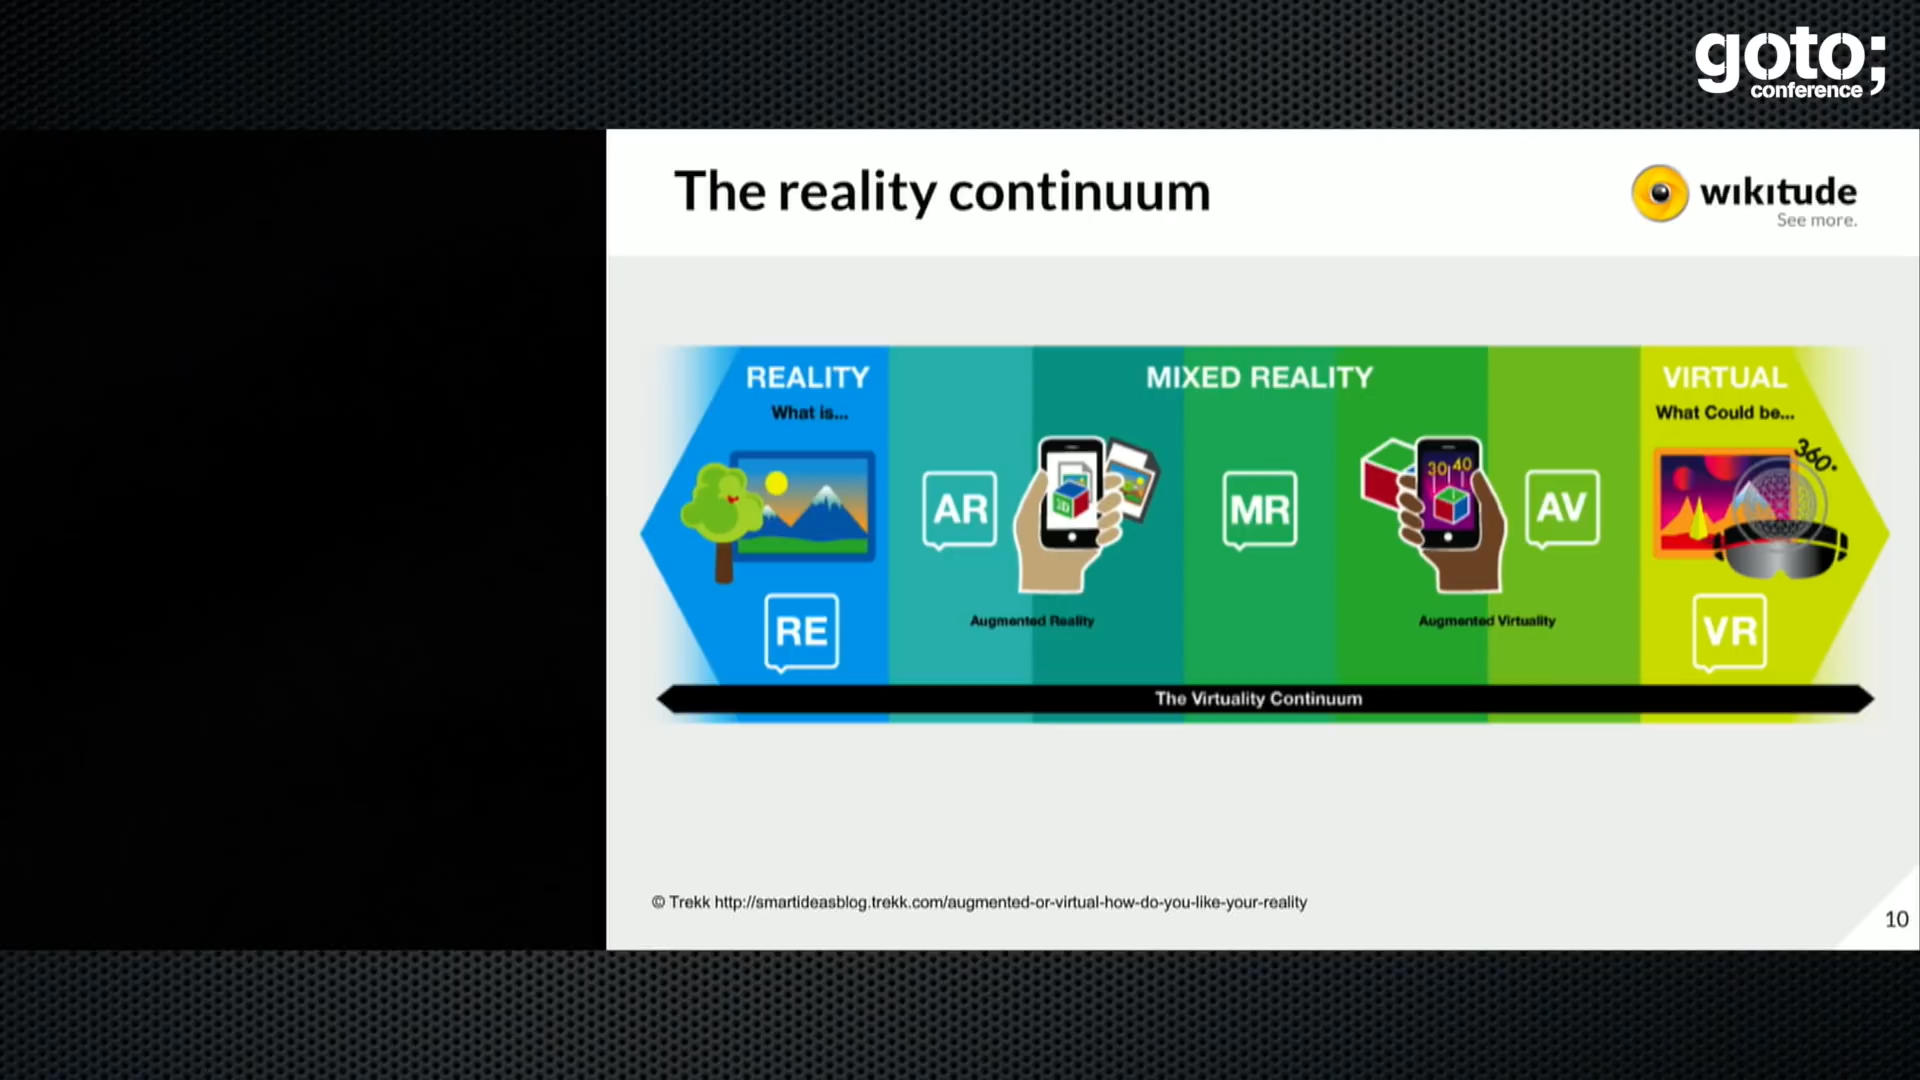 goto;
conference
The reality continuum
wikitude
See more.
REALITY
What is...
MIXED REALITY
VIRTUAL
What Could be...
360°
AR
3D
MR
30 40
AV
Augmented Reality
Augmented Virtuality
RE
VR
The Virtuality Continuum
© Trekk http://smartideasblog.trekk.com/augmented-or-virtual-how-do-you-like-your-reality
10